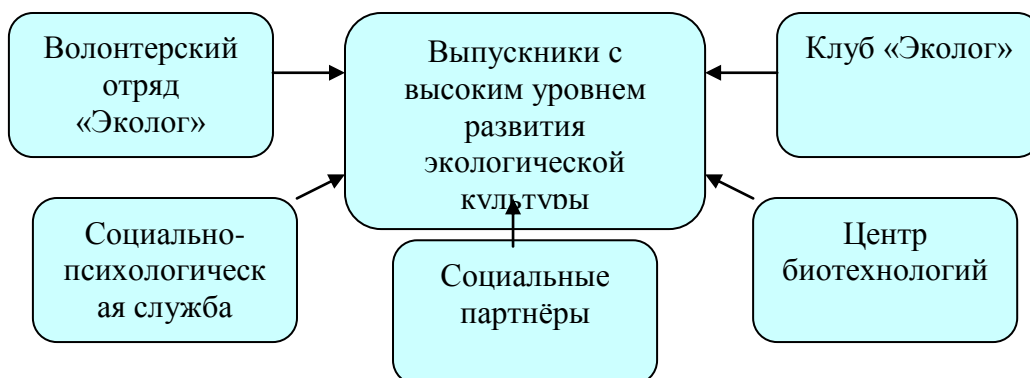 Волонтерский
отряд
«Эколог»
Выпускники с
высоким уровнем
развития
экологической
культуры
Клуб «Эколог»
Социально-
психологическ
ая служба
Социальные
партнёры
Центр
биотехнологий